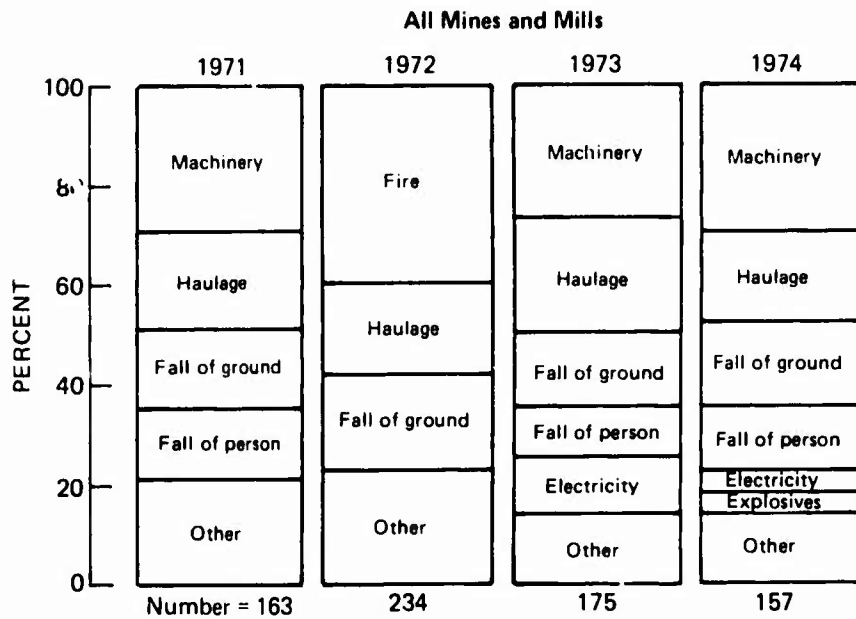 All Mines and Mills
1971 1972 1973 1974
100
80
60
40
20
0
PERCENT
Machinery
Haulage
Fall of ground
Fall of person
Other
Fire
Haulage
Fall of ground
Other
Machinery
Haulage
Fall of ground
Fall of person
Electricity
Other
Machinery
Haulage
Fall of ground
Fall of person
Electricity
Explosives
Other
Number = 163 234 175 157